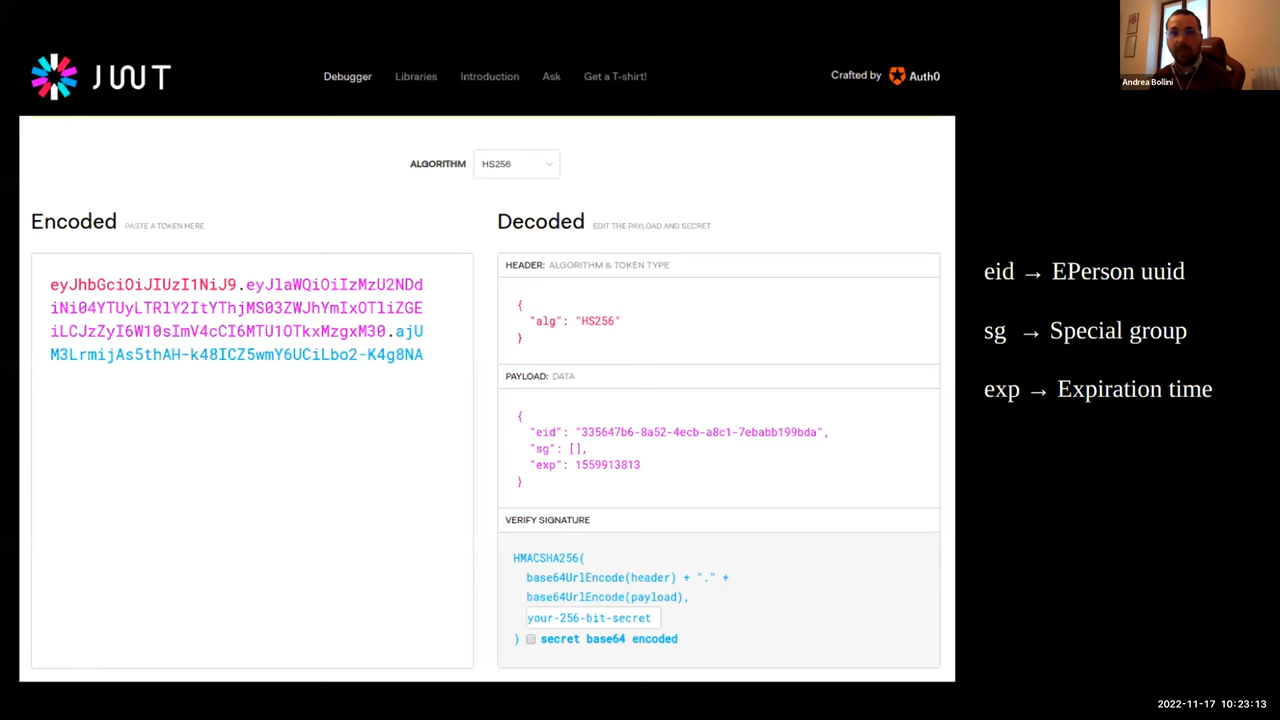 JWT
Debugger Libraries Introduction Ask Get a T-shirt!
Crafted by Auth0
Andrea Bollini
ALGORITHM HS256
Encoded PASTE A TOKEN HERE
eyJhbGciOiJIUzI1NiJ9.eyJlaWQiOiIzMzU2NDd
iNi04YTUyLTRlY2ItYThjMS03ZWJhYmIxOTliZGE
iLCJzZyI6W10sImV4cCI6MTU1OTkxMzgxM30.ajU
M3LrmijAs5thAH-k48ICZ5wmY6UCiLbo2-K4g8NA
Decoded EDIT THE PAYLOAD AND SECRET
HEADER: ALGORITHM & TOKEN TYPE
{
"alg": "HS256"
}
PAYLOAD: DATA
{
"eid": "335647b6-8a52-4ecb-a8c1-7ebabb199bda",
"sg": [],
"exp": 1559913813
}
VERIFY SIGNATURE
HMACSHA256(
base64UrlEncode(header) + "." +
base64UrlEncode(payload),
your-256-bit-secret
) secret base64 encoded
eid → EPerson uuid
sg → Special group
exp → Expiration time
2022-11-17 10:23:13